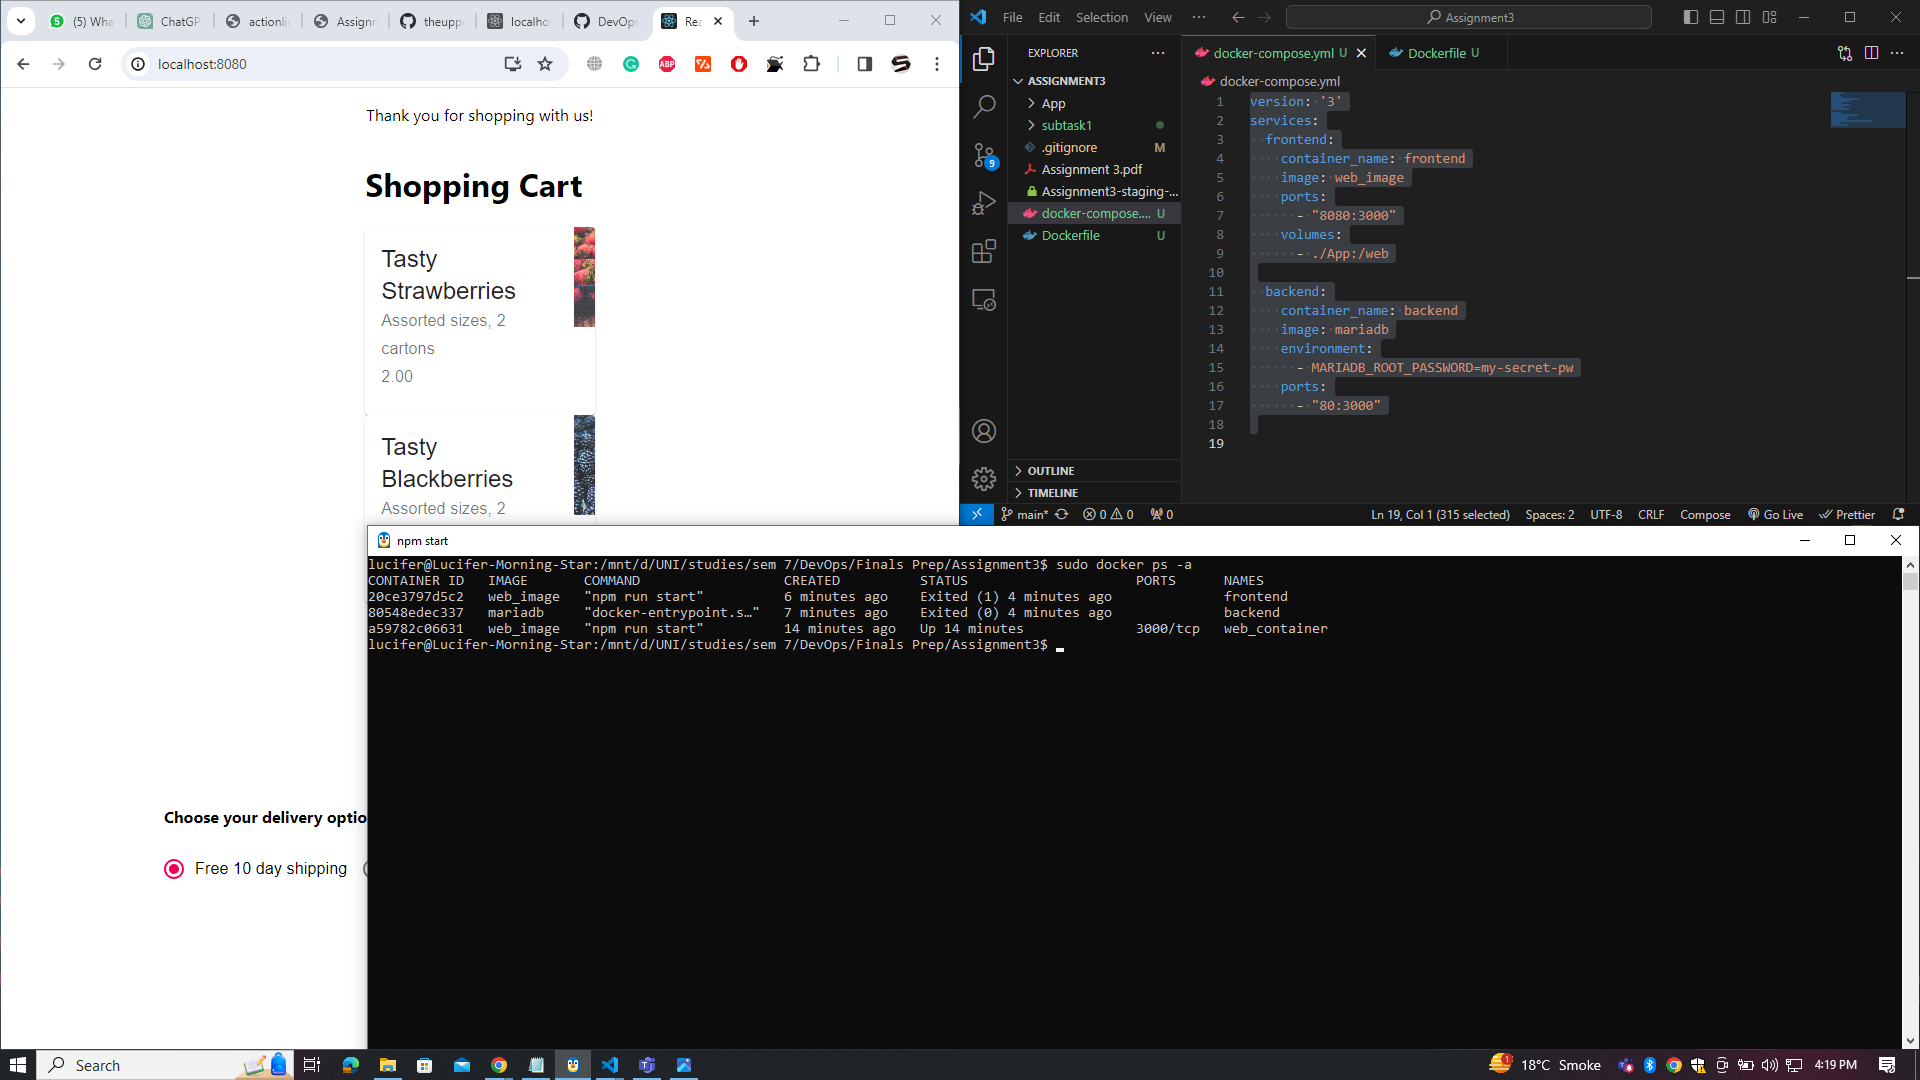 (5) Wha
ChatGP
actionli
Assignm
theupp
localho
DevOps
Rea
localhost:8080
ABP
Thank you for shopping with us!
Shopping Cart
Tasty
Strawberries
Assorted sizes, 2
cartons
2.00
Tasty
Blackberries
Assorted sizes, 2
Choose your delivery optio
Free 10 day shipping
File Edit Selection View ···
Assignment3
EXPLORER
ASSIGNMENT3
App
subtask1
.gitignore M
Assignment 3.pdf
Assignment3-staging-...
docker-compose.... U
Dockerfile U
OUTLINE
TIMELINE
9
docker-compose.yml U
Dockerfile U
docker-compose.yml
1 version: '3'
2 services:
3 frontend:
4 container_name: frontend
5 image: web_image
6 ports:
7 - "8080:3000"
8 volumes:
9 - ./App:/web
10
11 backend:
12 container_name: backend
13 image: mariadb
14 environment:
15 - MARIADB_ROOT_PASSWORD=my-secret-pw
16 ports:
17 - "80:3000"
18
19
main* 0 0 0 Ln 19, Col 1 (315 selected) Spaces: 2 UTF-8 CRLF Compose Go Live Prettier
npm start
lucifer@Lucifer-Morning-Star:/mnt/d/UNI/studies/sem 7/DevOps/Finals Prep/Assignment3$ sudo docker ps -a
CONTAINER ID IMAGE COMMAND CREATED STATUS PORTS NAMES
20ce3797d5c2 web_image "npm run start" 6 minutes ago Exited (1) 4 minutes ago frontend
80548edec337 mariadb "docker-entrypoint.s…" 7 minutes ago Exited (0) 4 minutes ago backend
a59782c06631 web_image "npm run start" 14 minutes ago Up 14 minutes 3000/tcp web_container
lucifer@Lucifer-Morning-Star:/mnt/d/UNI/studies/sem 7/DevOps/Finals Prep/Assignment3$
Search
1
18°C Smoke
4:19 PM